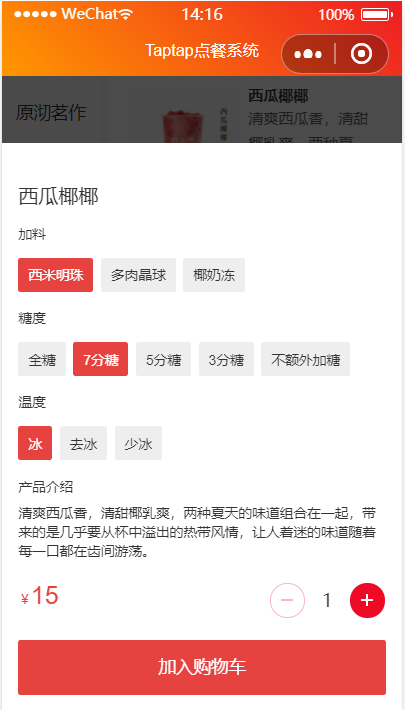 WeChat 14:16 100%
Taptap点餐系统
原沏茗作
西瓜椰椰
清爽西瓜香，清甜
西瓜椰椰
加料
西米明珠 多肉晶球 椰奶冻
糖度
全糖 7分糖 5分糖 3分糖 不额外加糖
温度
冰 去冰 少冰
产品介绍
清爽西瓜香，清甜椰乳爽，两种夏天的味道组合在一起，带
来的是几乎要从杯中溢出的热带风情，让人着迷的味道随着
每一口都在齿间游荡。
¥15 1
加入购物车